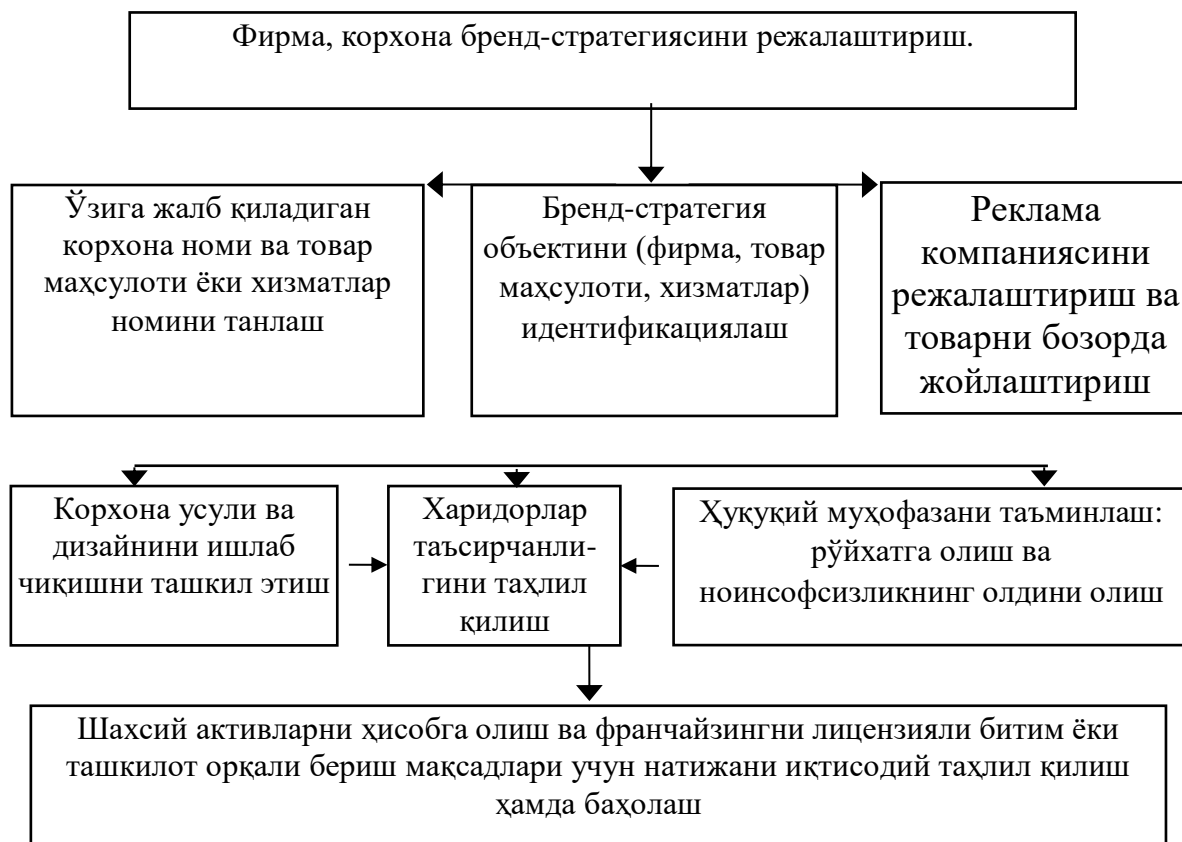 Фирма, корхона бренд-стратегиясини режалаштириш.
Ўзига жалб қиладиган
корхона номи ва товар
маҳсулоти ёки хизматлар
номини танлаш
Бренд-стратегия
объектини (фирма, товар
маҳсулоти, хизматлар)
идентификациялаш
Реклама
компаниясини
режалаштириш ва
товарни бозорда
жойлаштириш
Корхона усули ва
дизайнини ишлаб
чиқишни ташкил этиш
Харидорлар
таъсирчанли-
гини таҳлил
қилиш
Ҳуқуқий муҳофазани таъминлаш:
рўйхатга олиш ва
ноинсофсизликнинг олдини олиш
Шахсий активларни ҳисобга олиш ва франчайзингни лицензияли битим ёки
ташкилот орқали бериш мақсадлари учун натижани иқтисодий таҳлил қилиш
ҳамда баҳолаш